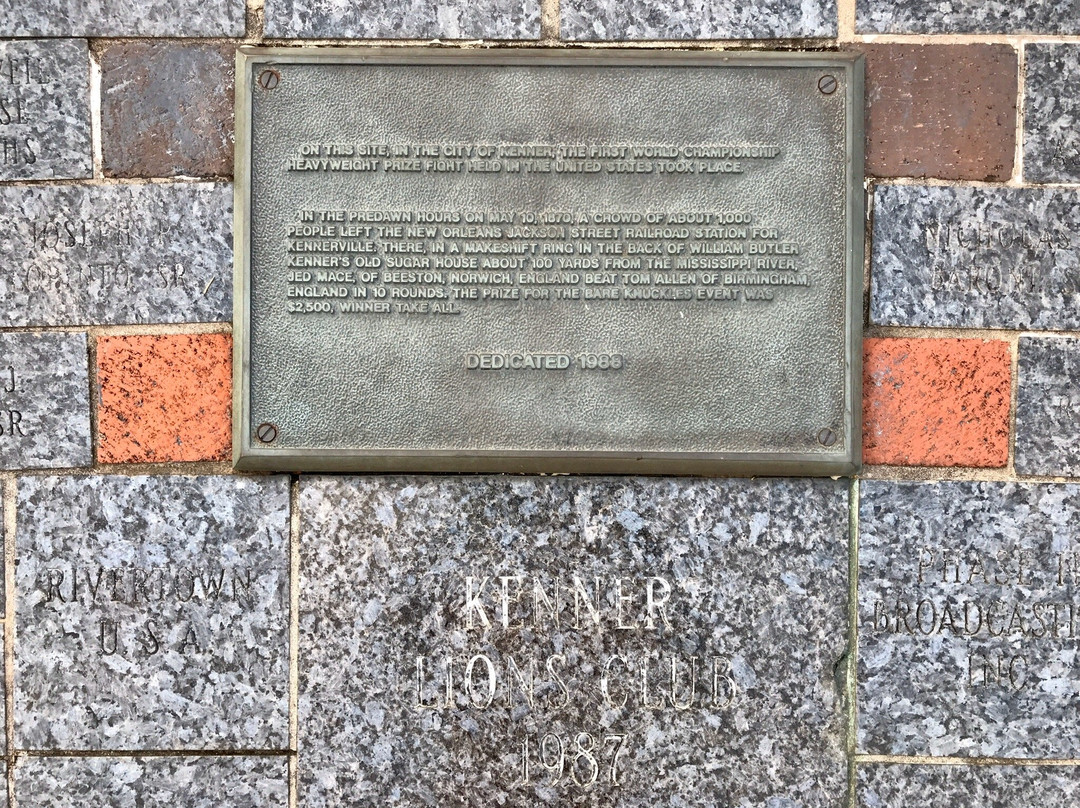 ON THIS SITE, IN THE CITY OF KENNER, THE FIRST WORLD CHAMPIONSHIP
HEAVYWEIGHT PRIZE FIGHT HELD IN THE UNITED STATES TOOK PLACE.
IN THE PREDAWN HOURS ON MAY 10, 1870, A CROWD OF ABOUT 1,000
PEOPLE LEFT THE NEW ORLEANS JACKSON STREET RAILROAD STATION FOR
KENNERVILLE. THERE, IN A MAKESHIFT RING IN THE BACK OF WILLIAM BUTLER
KENNER'S OLD SUGAR HOUSE ABOUT 100 YARDS FROM THE MISSISSIPPI RIVER,
JED MACE, OF BEESTON, NORWICH, ENGLAND BEAT TOM ALLEN OF BIRMINGHAM,
ENGLAND IN 10 ROUNDS. THE PRIZE FOR THE BARE KNUCKLES EVENT WAS
$2,500, WINNER TAKE ALL.
DEDICATED 1988
JOSEPH
SR.
NICHOLAS
J
SR
RIVERTOWN
U S A
KENNER
LIONS CLUB
1987
PHASE
BROADCASTING
INC